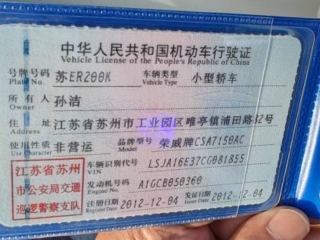 中华人民共和国机动车行驶证
Vehicle License of the People's Republic of China
号牌号码 苏ER200K 车辆类型 小型轿车
Plate No. Vehicle Type
所有人 孙洁
Owner
住址 江苏省苏州市工业园区唯亭镇浦田路32号
Address
使用性质 非营运 品牌型号 荣威牌CSA7150AC
Use Character Model
江苏省苏州
市公安局交通
巡逻警察支队
车辆识别代号 LSJA16E37CG081855
VIN
发动机号码 A1GCB050360
Engine No.
注册日期 2012-12-04 发证日期 2012-12-04
Register Date Issue Date